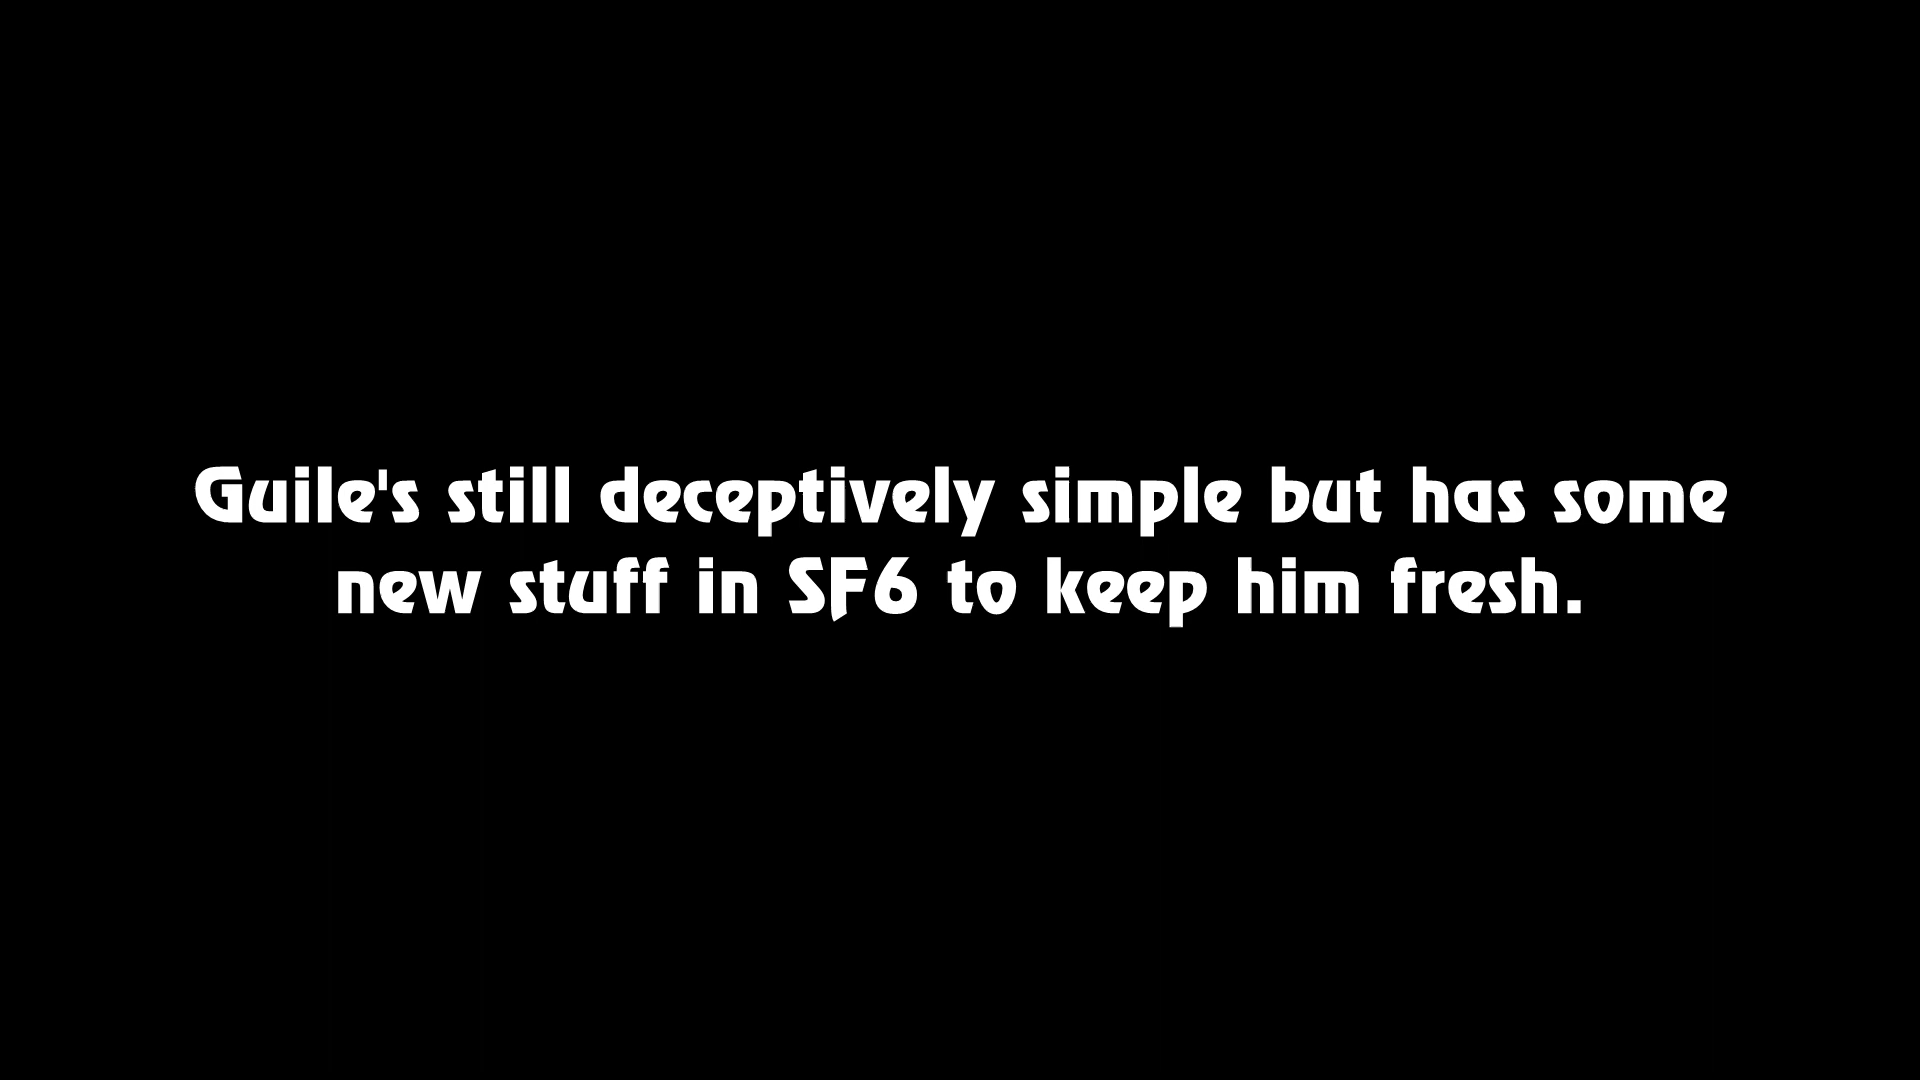 Guile's still deceptively simple but has some
new stuff in SF6 to keep him fresh.